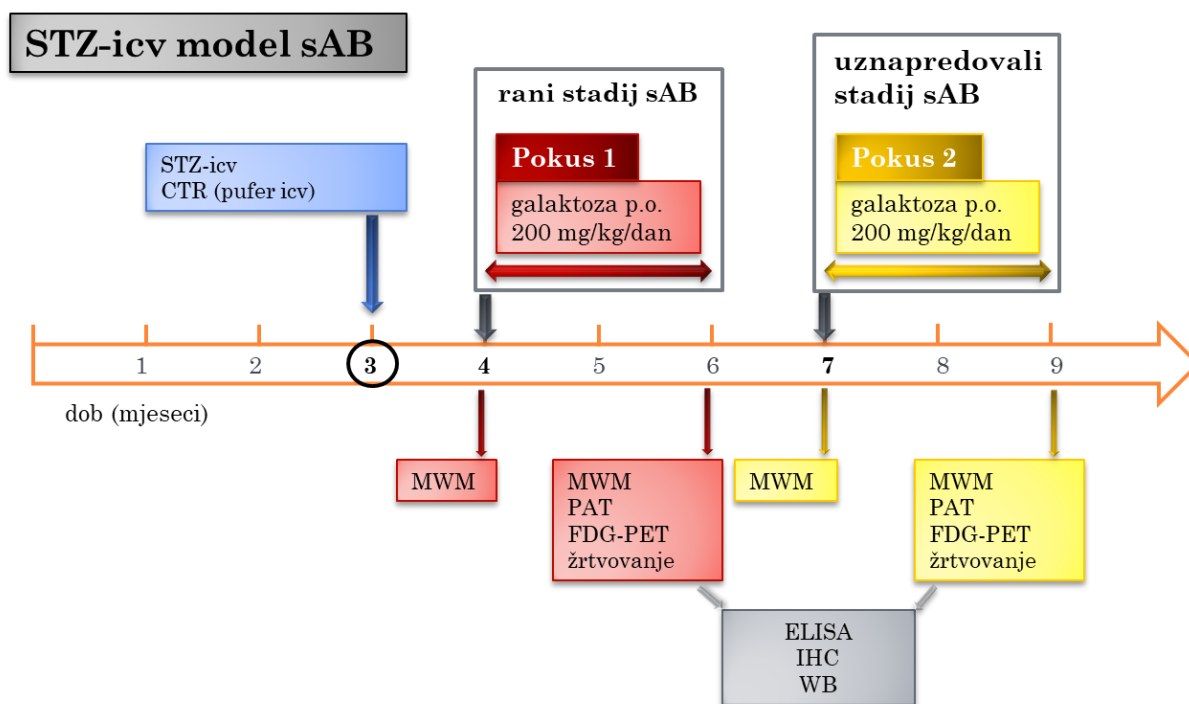 STZ-icv model sAB
STZ-icv
CTR (pufer icv)
rani stadij sAB
Pokus 1
galaktoza p.o.
200 mg/kg/dan
uznapredovali
stadij sAB
Pokus 2
galaktoza p.o.
200 mg/kg/dan
1 2 3 4 5 6 7 8 9
dob (mjeseci)
MWM
MWM
PAT
FDG-PET
žrtvovanje
MWM
MWM
PAT
FDG-PET
žrtvovanje
ELISA
IHC
WB